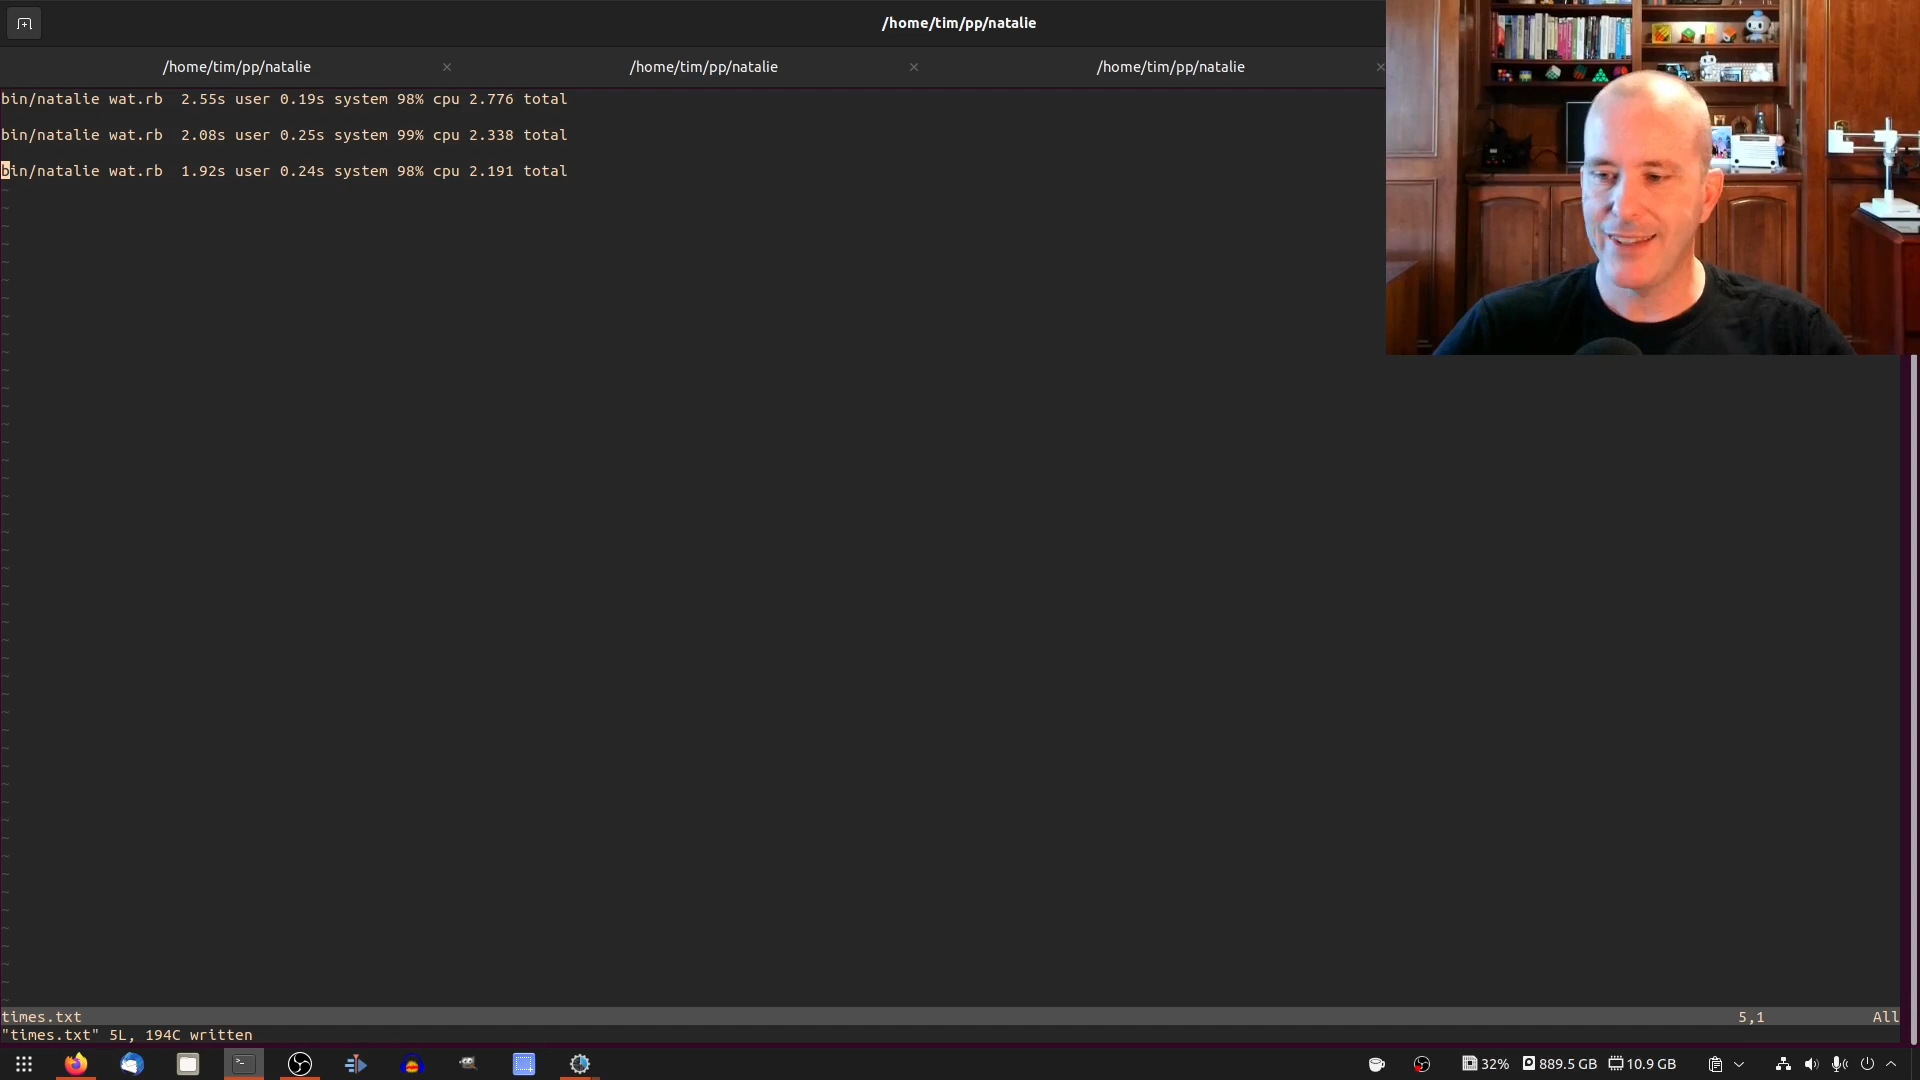 /home/tim/pp/natalie
/home/tim/pp/natalie × /home/tim/pp/natalie × /home/tim/pp/natalie ×
bin/natalie wat.rb  2.55s user 0.19s system 98% cpu 2.776 total
bin/natalie wat.rb  2.08s user 0.25s system 99% cpu 2.338 total
bin/natalie wat.rb  1.92s user 0.24s system 98% cpu 2.191 total
times.txt 5,1 All
"times.txt" 5L, 194C written
32% 889.5 GB 10.9 GB